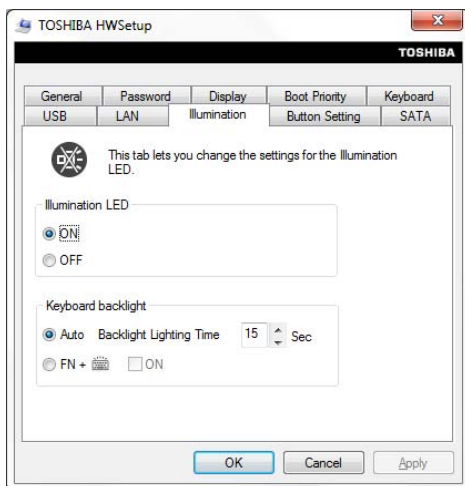 TOSHIBA HWSetup
TOSHIBA
General Password Display Boot Priority Keyboard
USB LAN Illumination Button Setting SATA
This tab lets you change the settings for the Illumination
LED.
Illumination LED
ON
OFF
Keyboard backlight
Auto Backlight Lighting Time 15 Sec
FN + ON
OK Cancel Apply